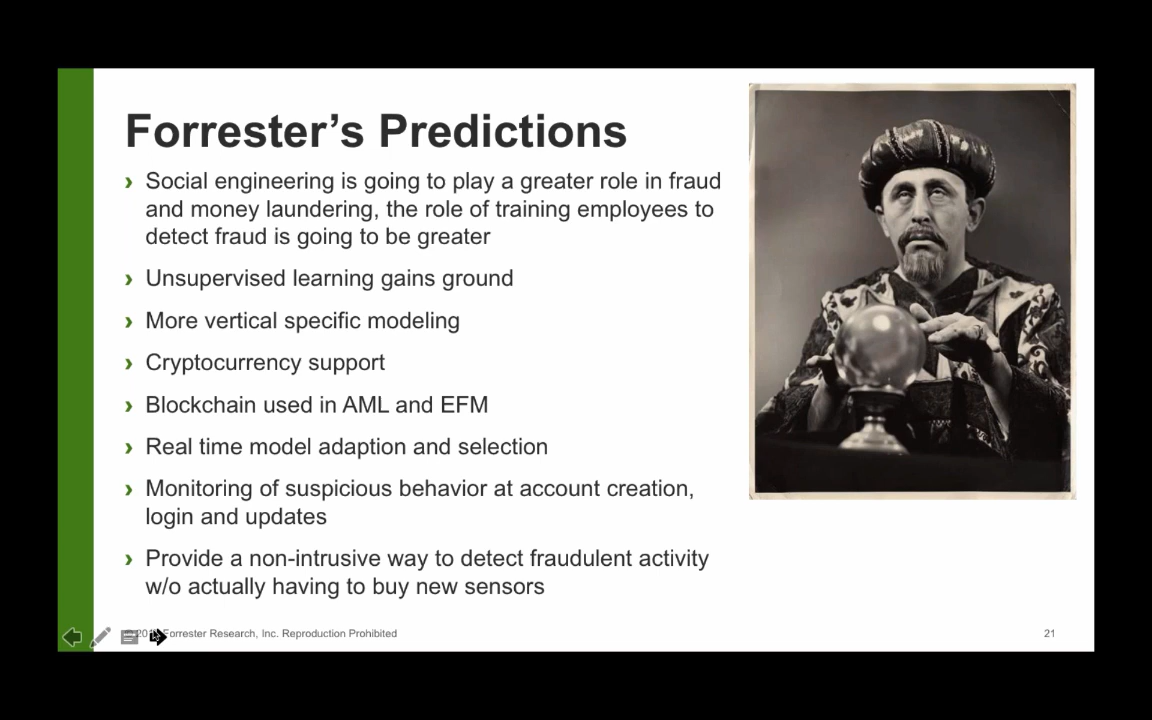 Forrester’s Predictions
› Social engineering is going to play a greater role in fraud
and money laundering, the role of training employees to
detect fraud is going to be greater
› Unsupervised learning gains ground
› More vertical specific modeling
› Cryptocurrency support
› Blockchain used in AML and EFM
› Real time model adaption and selection
› Monitoring of suspicious behavior at account creation,
login and updates
› Provide a non-intrusive way to detect fraudulent activity
w/o actually having to buy new sensors
Forrester Research, Inc. Reproduction Prohibited
21